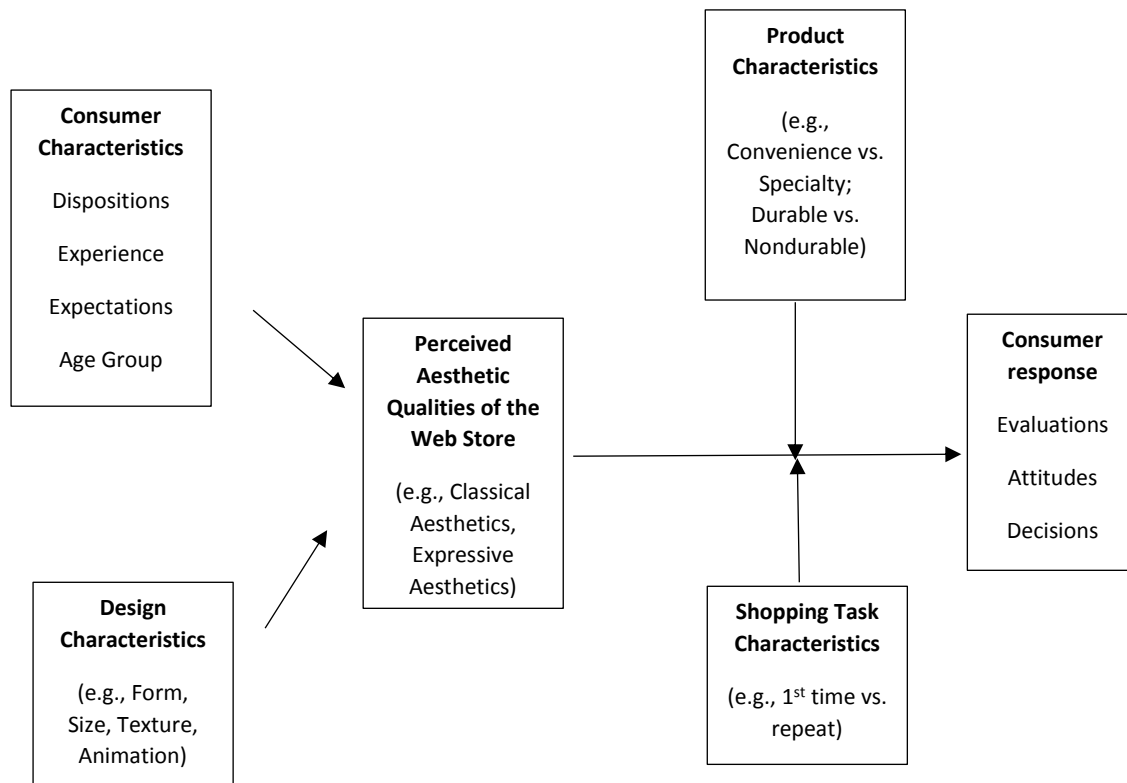 Consumer
Characteristics
Dispositions
Experience
Expectations
Age Group
Design
Characteristics
(e.g., Form,
Size, Texture,
Animation)
Perceived
Aesthetic
Qualities of the
Web Store
(e.g., Classical
Aesthetics,
Expressive
Aesthetics)
Product
Characteristics
(e.g.,
Convenience vs.
Specialty;
Durable vs.
Nondurable)
Shopping Task
Characteristics
(e.g., 1st time vs.
repeat)
Consumer
response
Evaluations
Attitudes
Decisions